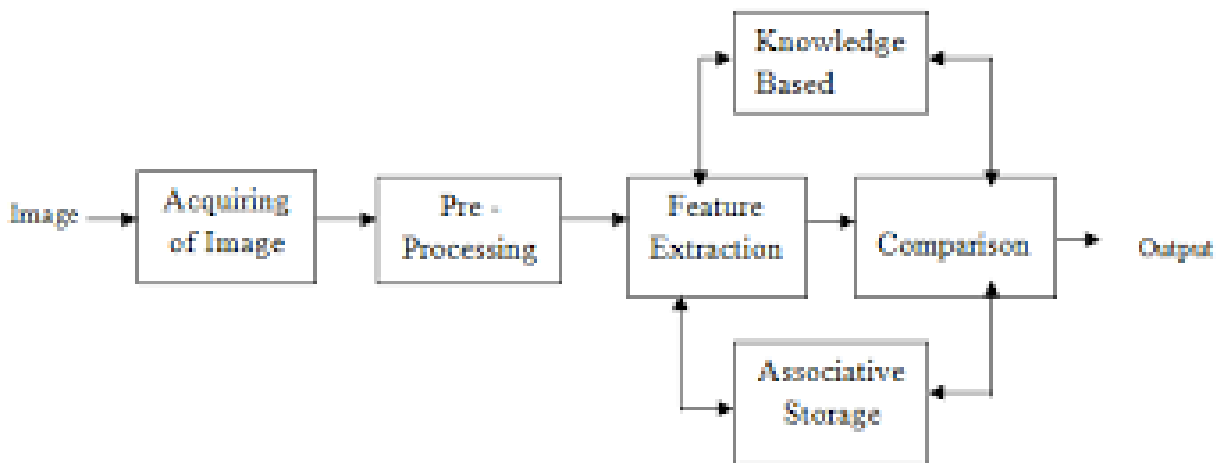 Knowledge
Based
Image
Acquiring
of Image
Pre -
Processing
Feature
Extraction
Comparison
Output
Associative
Storage